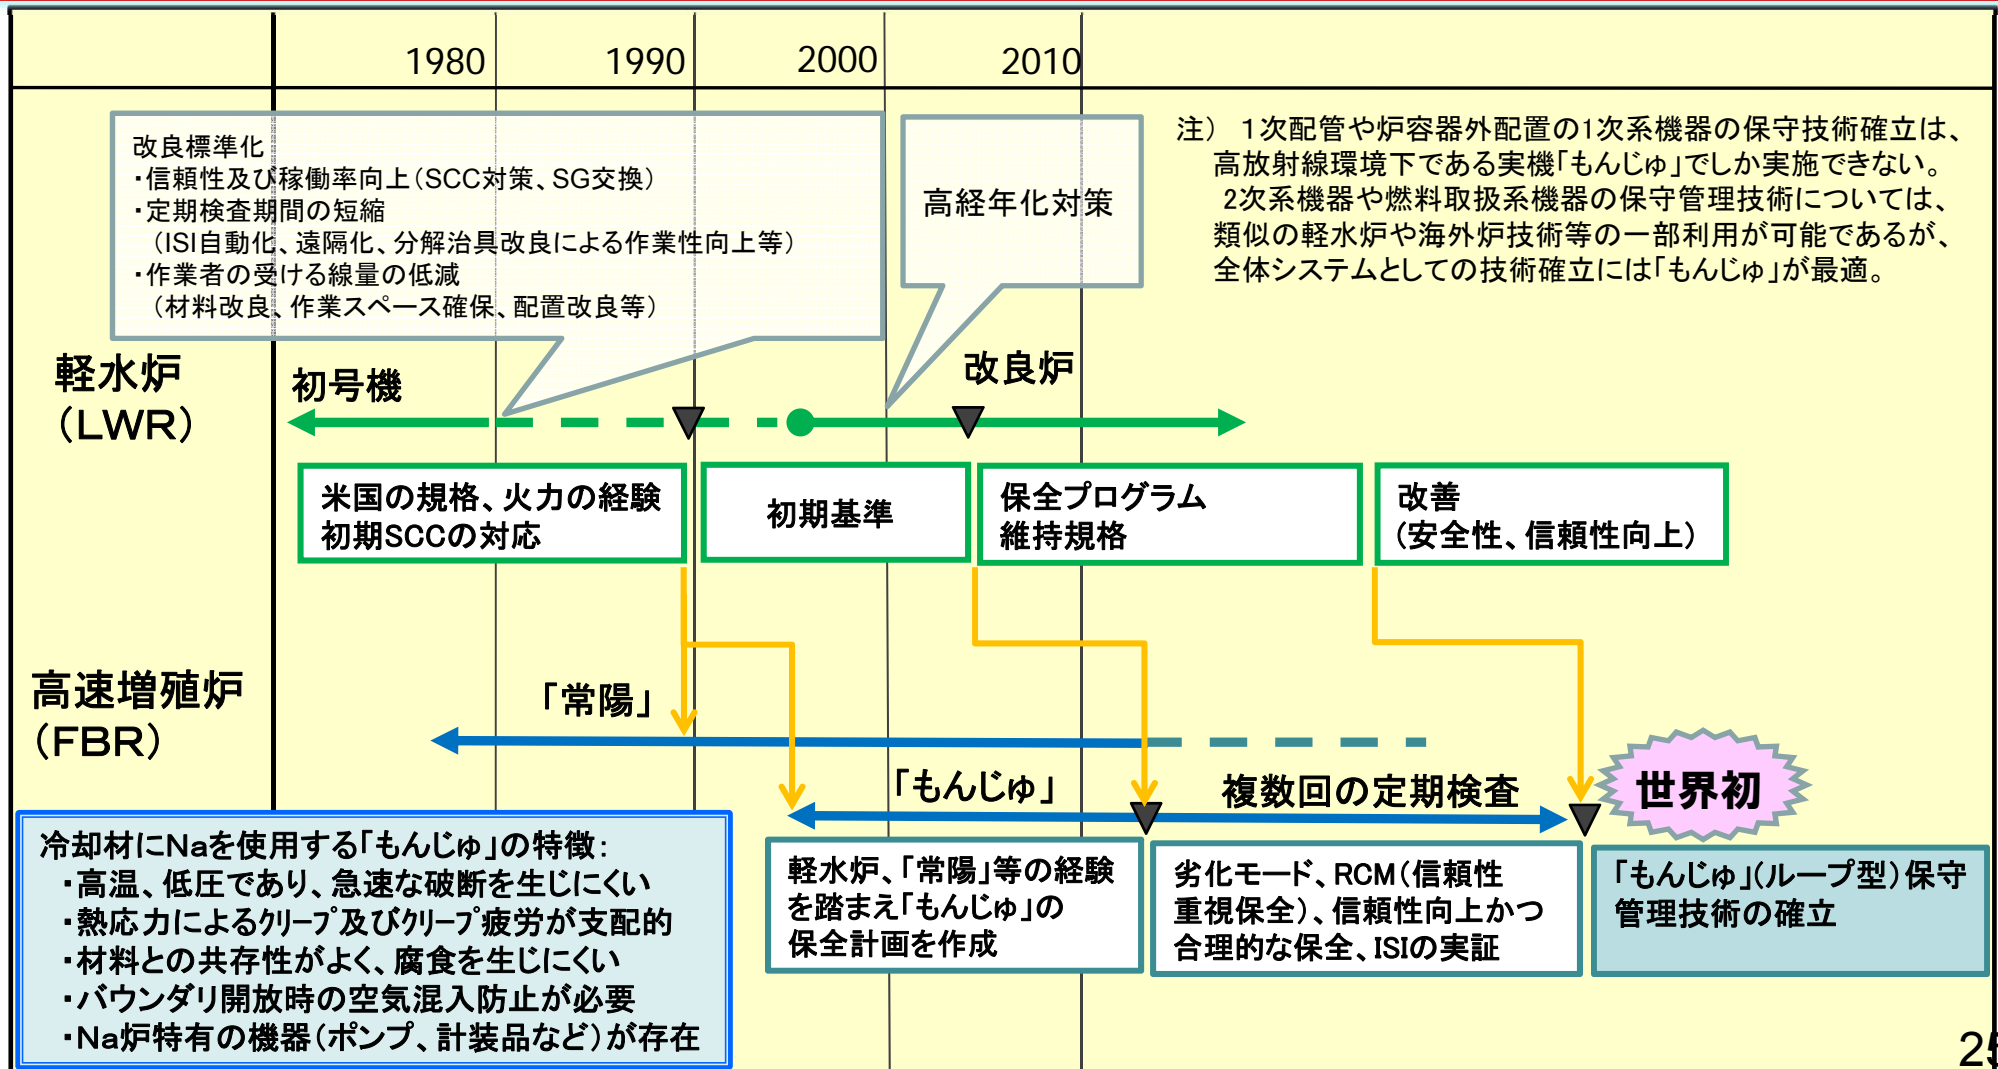 1980
1990
2000
2010
改良標準化
・信頼性及び稼働率向上（SCC対策、SG交換）
・定期検査期間の短縮
（ISI自動化、遠隔化、分解治具改良による作業性向上等）
・作業者の受ける線量の低減
（材料改良、作業スペース確保、配置改良等）
高経年化対策
注） 1次配管や炉容器外配置の1次系機器の保守技術確立は、
高放射線環境下である実機「もんじゅ」でしか実施できない。
2次系機器や燃料取扱系機器の保守管理技術については、
類似の軽水炉や海外炉技術等の一部利用が可能であるが、
全体システムとしての技術確立には「もんじゅ」が最適。
軽水炉
（LWR）
初号機
改良炉
米国の規格、火力の経験
初期SCCの対応
初期基準
保全プログラム
維持規格
改善
（安全性、信頼性向上）
高速増殖炉
（FBR）
「常陽」
「もんじゅ」
複数回の定期検査
世界初
軽水炉、「常陽」等の経験
を踏まえ「もんじゅ」の
保全計画を作成
劣化モード、RCM（信頼性
重視保全）、信頼性向上かつ
合理的な保全、ISIの実証
「もんじゅ」（ループ型）保守
管理技術の確立
冷却材にNaを使用する「もんじゅ」の特徴：
・高温、低圧であり、急速な破断を生じにくい
・熱応力によるｸﾘｰﾌﾟ及びｸﾘｰﾌﾟ疲労が支配的
・材料との共存性がよく、腐食を生じにくい
・バウンダリ開放時の空気混入防止が必要
・Na炉特有の機器（ポンプ、計装品など）が存在